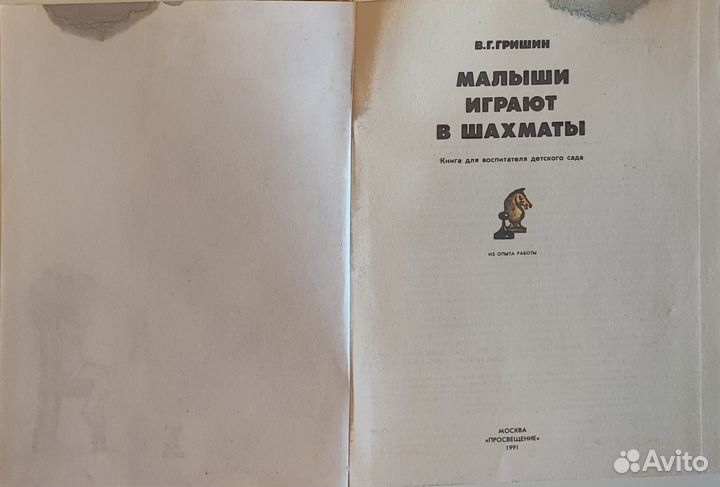 В.Г.ГРИШИН
МАЛЫШИ
ИГРАЮТ
В ШАХМАТЫ
Книга для воспитателя детского сада
ИЗ ОПЫТА РАБОТЫ
МОСКВА
«ПРОСВЕЩЕНИЕ»
1991
Avito